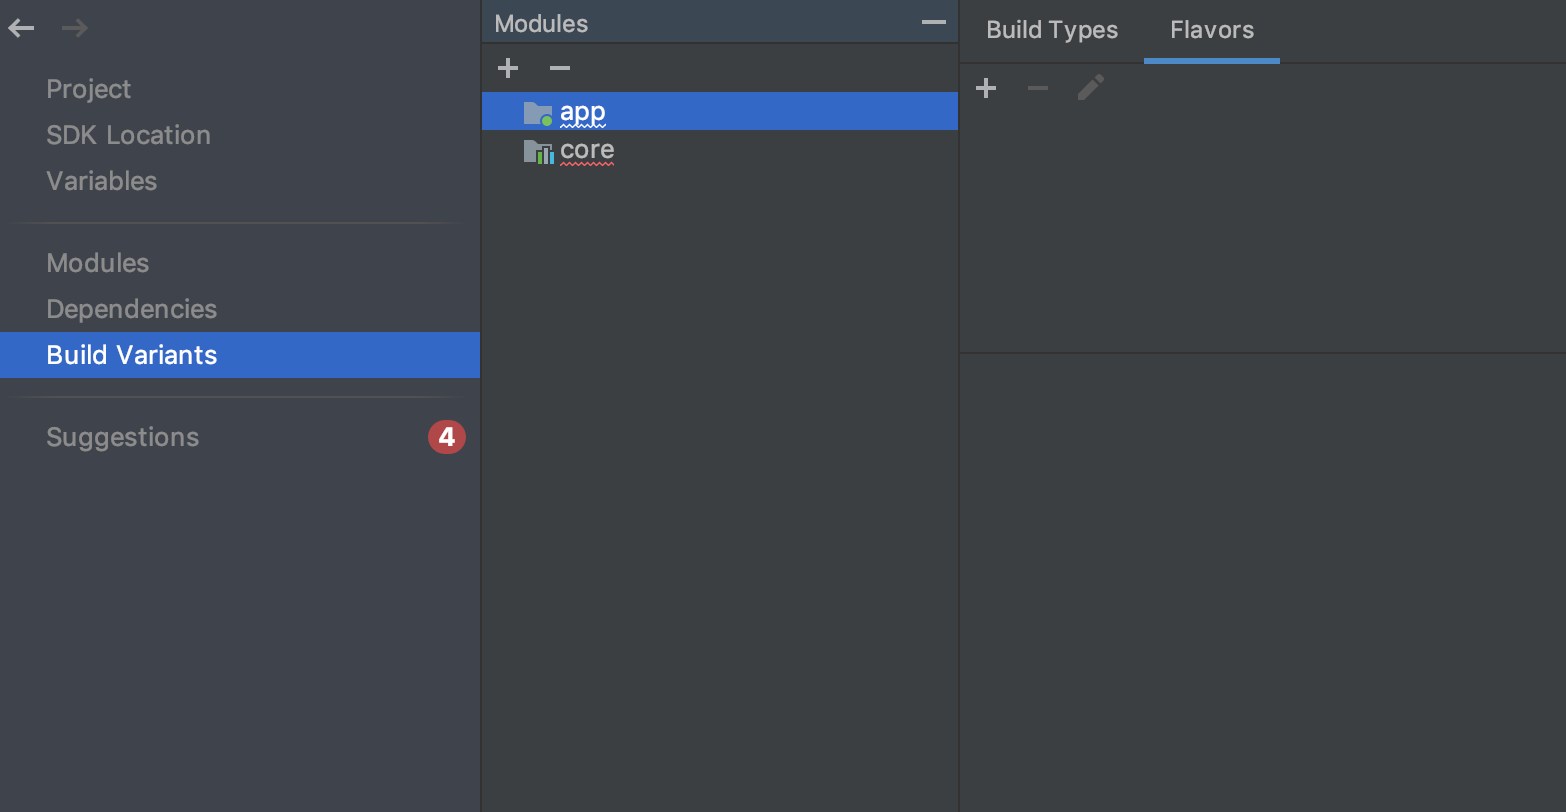 Project
SDK Location
Variables
Modules
Dependencies
Build Variants
Suggestions 4
Modules
app
core
Build Types Flavors